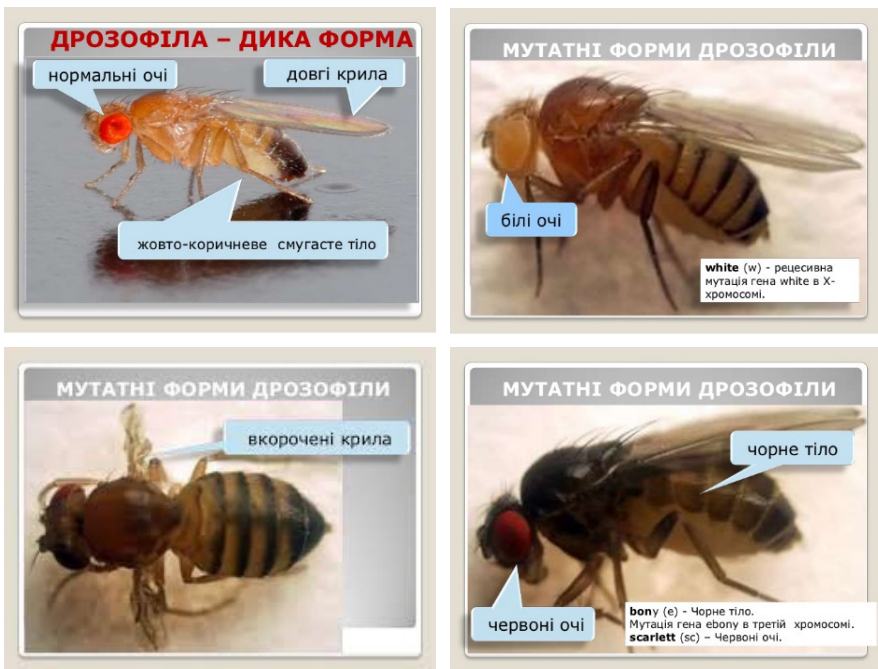 ДРОЗОФІЛА – ДИКА ФОРМА
нормальні очі
довгі крила
жовто-коричневе смугасте тіло
МУТАТНІ ФОРМИ ДРОЗОФІЛИ
білі очі
white (w) - рецесивна
мутація гена white в X-
хромосомі.
МУТАТНІ ФОРМИ ДРОЗОФІЛИ
вкорочені крила
МУТАТНІ ФОРМИ ДРОЗОФІЛИ
чорне тіло
червоні очі
bony (e) - Чорне тіло.
Мутація гена ebony в третій хромосомі.
scarlett (sc) – Червоні очі.